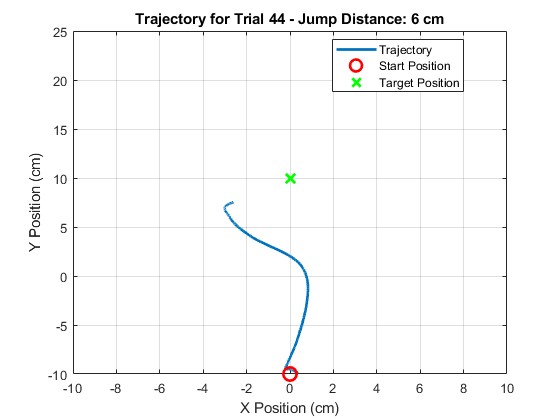 Trajectory for Trial 44 - Jump Distance: 6 cm
Trajectory
Start Position
Target Position
25
20
15
10
5
0
-5
-10
Y Position (cm)
-10 -8 -6 -4 -2 0 2 4 6 8 10
X Position (cm)